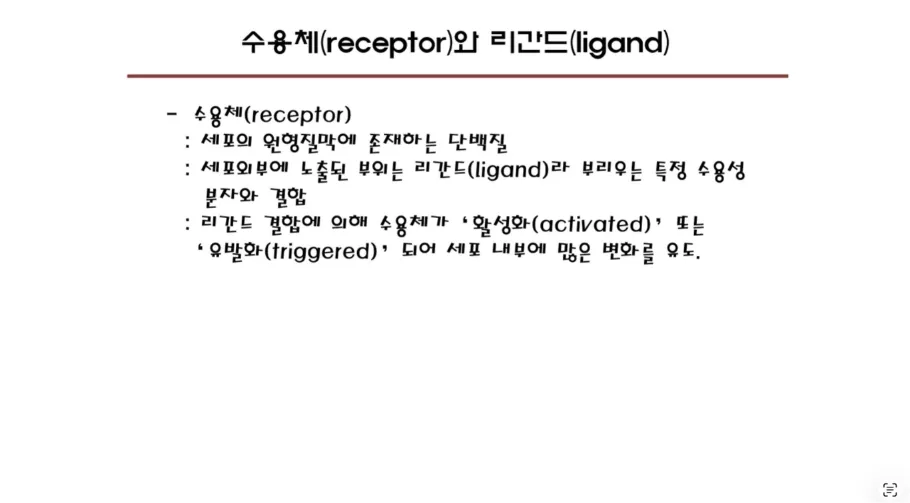 수용체(receptor)와 리간드(ligand)
- 수용체(receptor)
: 세포의 원형질막에 존재하는 단백질
: 세포외부에 노출된 부위는 리간드(ligand)라 부리우는 특정 수용성
분자와 결합
: 리간드 결합에 의해 수용체가 ‘활성화(activated)’ 또는
‘유발화(triggered)’ 되어 세포 내부에 많은 변화를 유도.